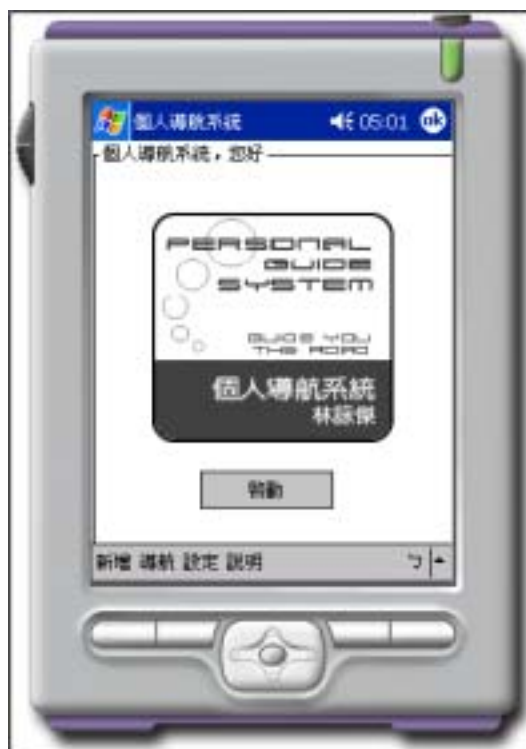 個人導航系統 05:01 ok
個人導航系統，您好
PERSONAL
GUIDE
SYSTEM
GUIDE YOU
THE ROAD
個人導航系統
林詠傑
啟動
新增 導航 設定 說明 ㄅ